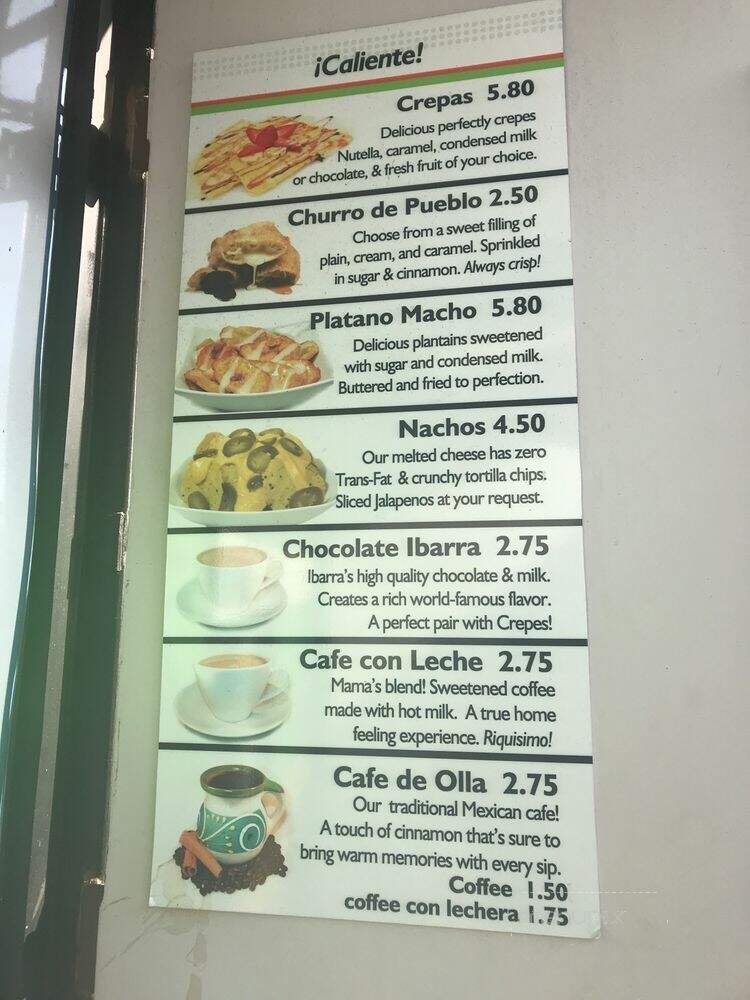 ¡Caliente!
Crepas 5.80
Delicious perfectly crepes
Nutella, caramel, condensed milk
or chocolate, & fresh fruit of your choice.
Churro de Pueblo 2.50
Choose from a sweet filling of
plain, cream, and caramel. Sprinkled
in sugar & cinnamon. Always crisp!
Platano Macho 5.80
Delicious plantains sweetened
with sugar and condensed milk.
Buttered and fried to perfection.
Nachos 4.50
Our melted cheese has zero
Trans-Fat & crunchy tortilla chips.
Sliced Jalapenos at your request.
Chocolate Ibarra 2.75
Ibarra's high quality chocolate & milk.
Creates a rich world-famous flavor.
A perfect pair with Crepes!
Cafe con Leche 2.75
Mama's blend! Sweetened coffee
made with hot milk. A true home
feeling experience. Riquisimo!
Cafe de Olla 2.75
Our traditional Mexican cafe!
A touch of cinnamon that's sure to
bring warm memories with every sip.
Coffee 1.50
coffee con lechera 1.75